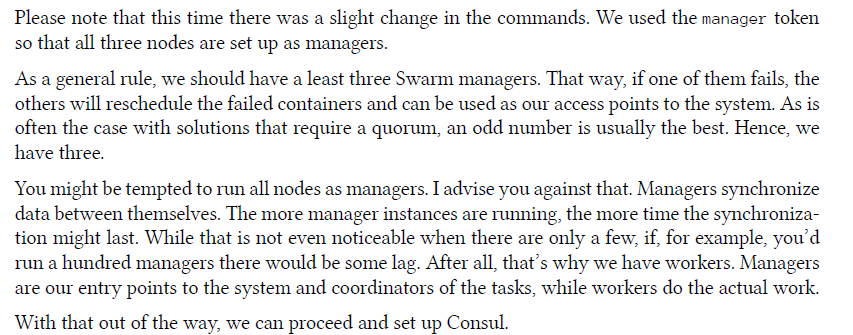 Please note that this time there was a slight change in the commands. We used the manager token
so that all three nodes are set up as managers.
As a general rule, we should have a least three Swarm managers. That way, if one of them fails, the
others will reschedule the failed containers and can be used as our access points to the system. As is
often the case with solutions that require a quorum, an odd number is usually the best. Hence, we
have three.
You might be tempted to run all nodes as managers. I advise you against that. Managers synchronize
data between themselves. The more manager instances are running, the more time the synchroniza-
tion might last. While that is not even noticeable when there are only a few, if, for example, you’d
run a hundred managers there would be some lag. After all, that’s why we have workers. Managers
are our entry points to the system and coordinators of the tasks, while workers do the actual work.
With that out of the way, we can proceed and set up Consul.